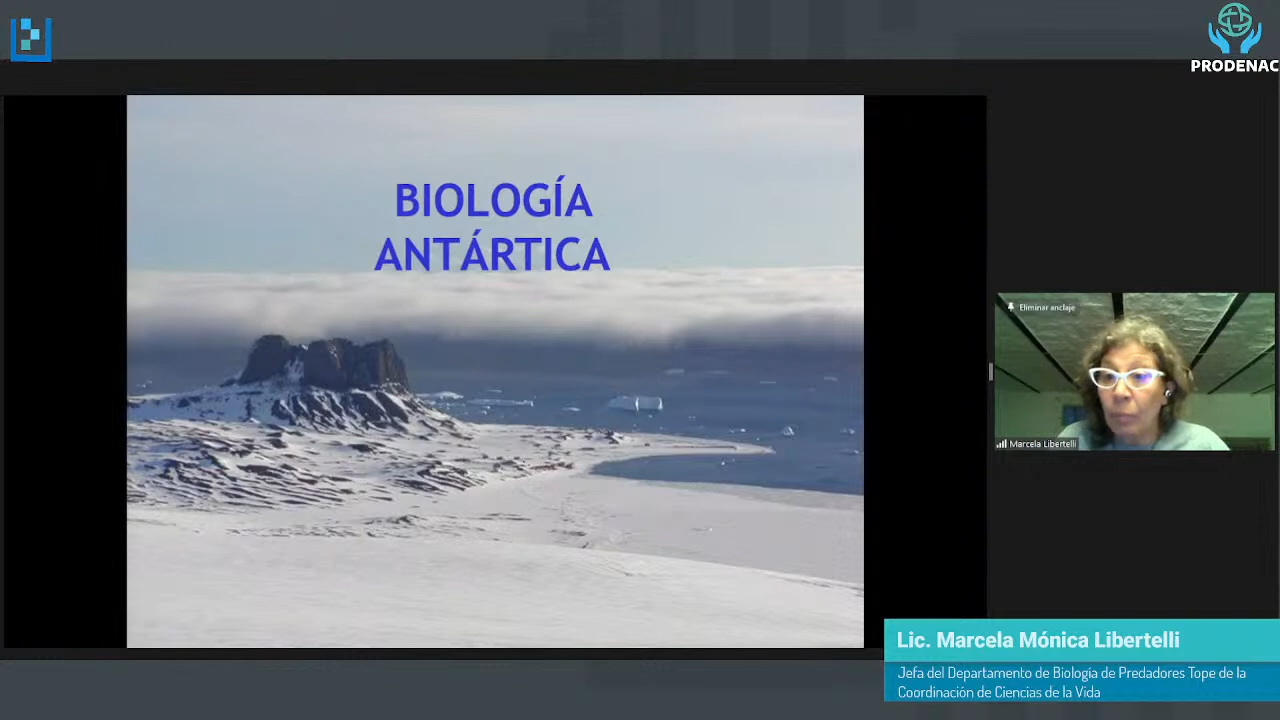 PRODENAC
BIOLOGÍA
ANTÁRTICA
Eliminar anclaje
Marcela Libertelli
Lic. Marcela Mónica Libertelli
Jefa del Departamento de Biología de Predadores Tope de la
Coordinación de Ciencias de la Vida